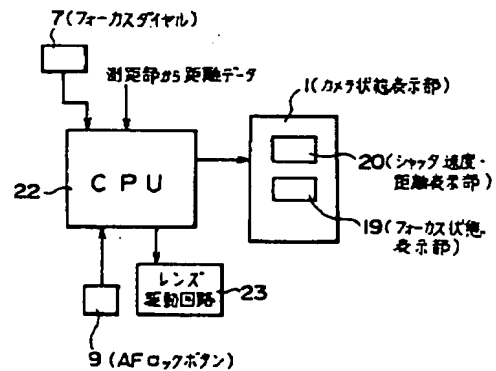 7(フォーカスダイヤル)
測距部から距離データ
1(カメラ状態表示部)
CPU
22
20(シャッタ速度・
距離表示部)
19(フォーカス状態
表示部)
レンズ
駆動回路
23
9(AFロックボタン)